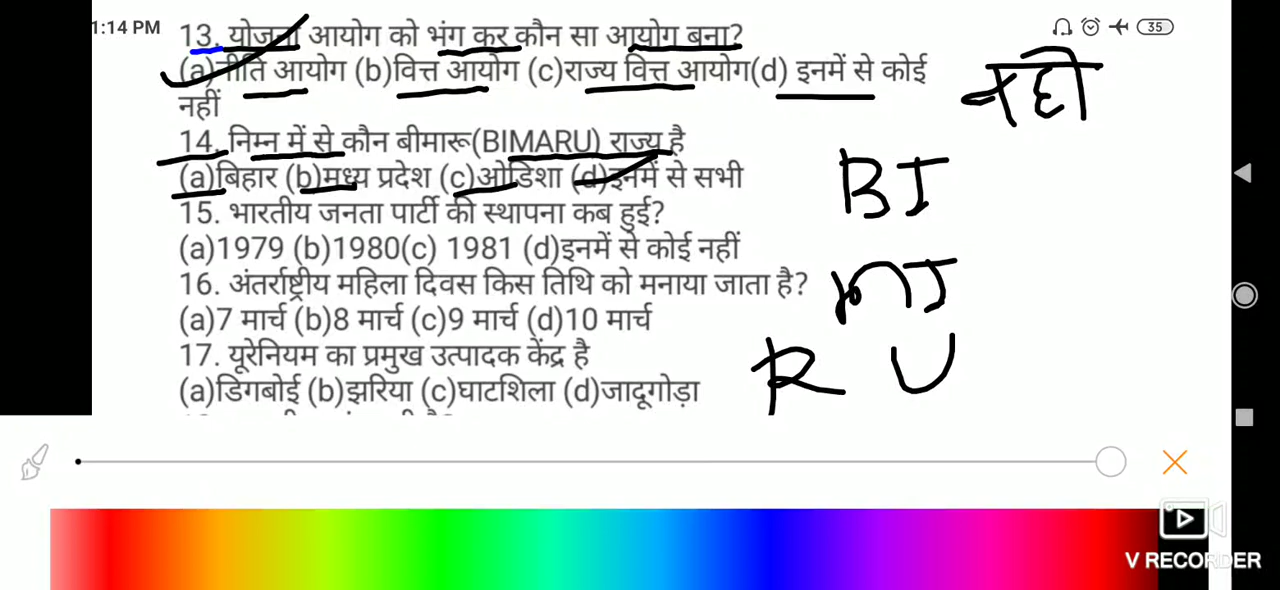 1:14 PM
35
13. योजना आयोग को भंग कर कौन सा आयोग बना?
(a)नीति आयोग (b)वित्त आयोग (c)राज्य वित्त आयोग(d) इनमें से कोई
नहीं
नही
14. निम्न में से कौन बीमारू(BIMARU) राज्य है
(a)बिहार (b)मध्य प्रदेश (c)ओडिशा (d)इनमें से सभी
BI
15. भारतीय जनता पार्टी की स्थापना कब हुई?
(a)1979 (b)1980(c) 1981 (d)इनमें से कोई नहीं
16. अंतर्राष्ट्रीय महिला दिवस किस तिथि को मनाया जाता है?
(a)7 मार्च (b)8 मार्च (c)9 मार्च (d)10 मार्च
17. यूरेनियम का प्रमुख उत्पादक केंद्र है
R U
(a)डिगबोई (b)झरिया (c)घाटशिला (d)जादूगोड़ा
V RECORDER